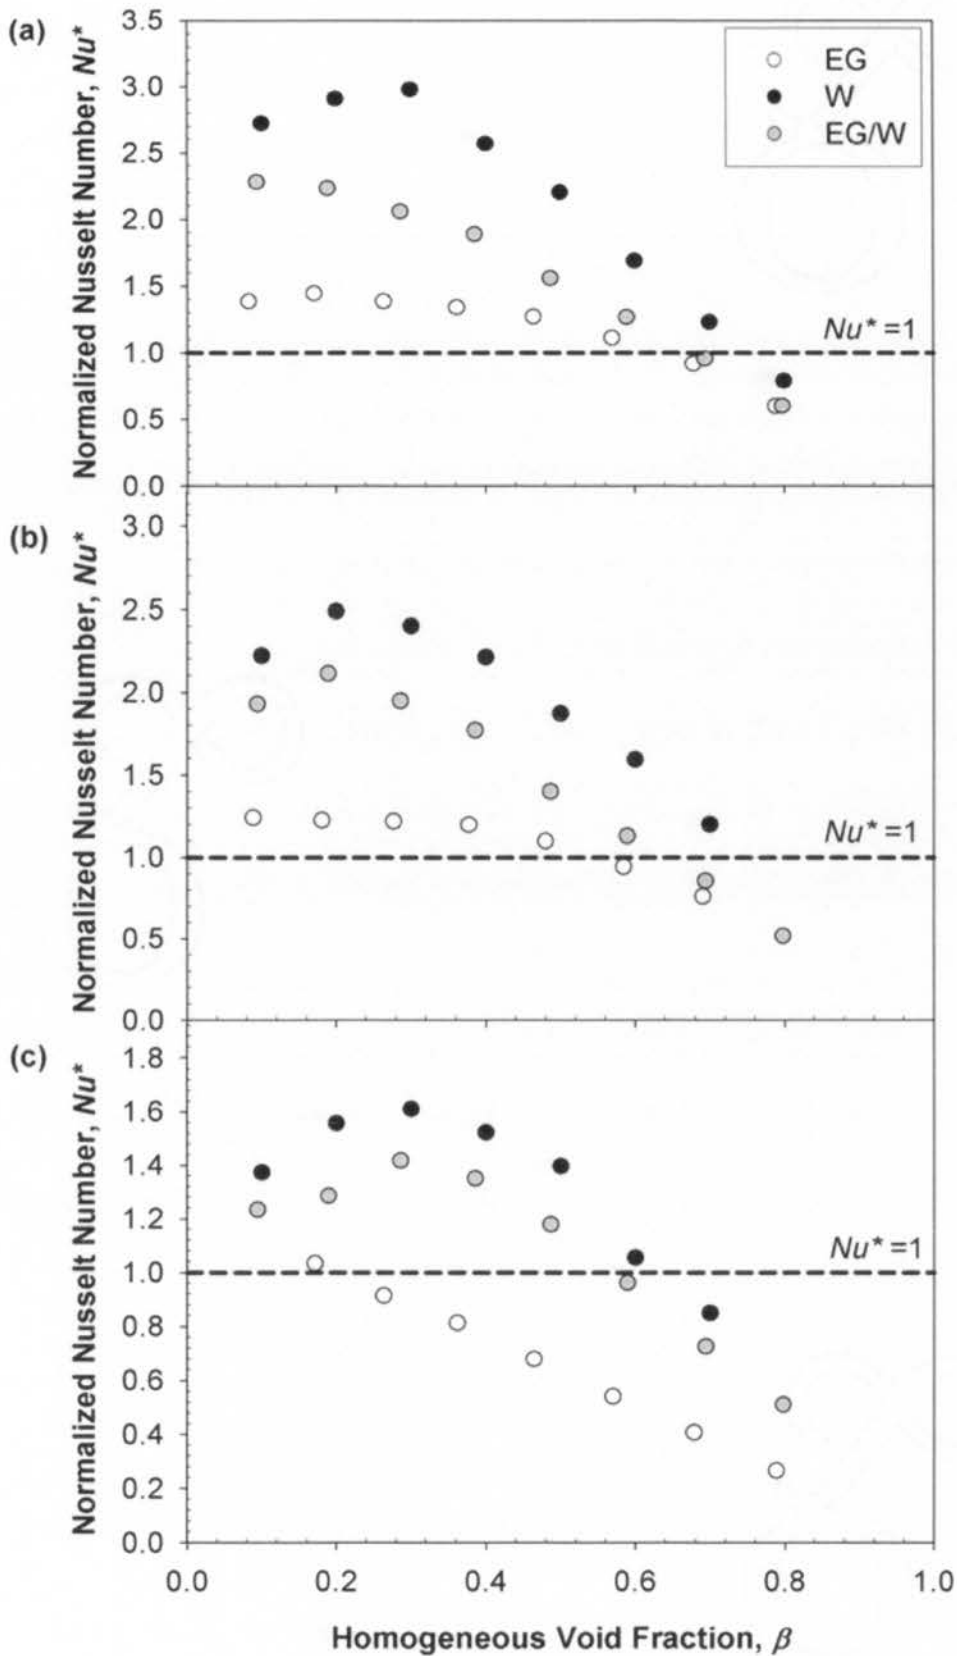 (a)
Normalized Nusselt Number, Nu*
3.5
3.0
2.5
2.0
1.5
1.0
0.5
0.0
EG
W
EG/W
Nu* =1
(b)
Normalized Nusselt Number, Nu*
3.0
2.5
2.0
1.5
1.0
0.5
0.0
Nu* =1
(c)
Normalized Nusselt Number, Nu*
1.8
1.6
1.4
1.2
1.0
0.8
0.6
0.4
0.2
0.0
Nu* =1
0.0 0.2 0.4 0.6 0.8 1.0
Homogeneous Void Fraction, β